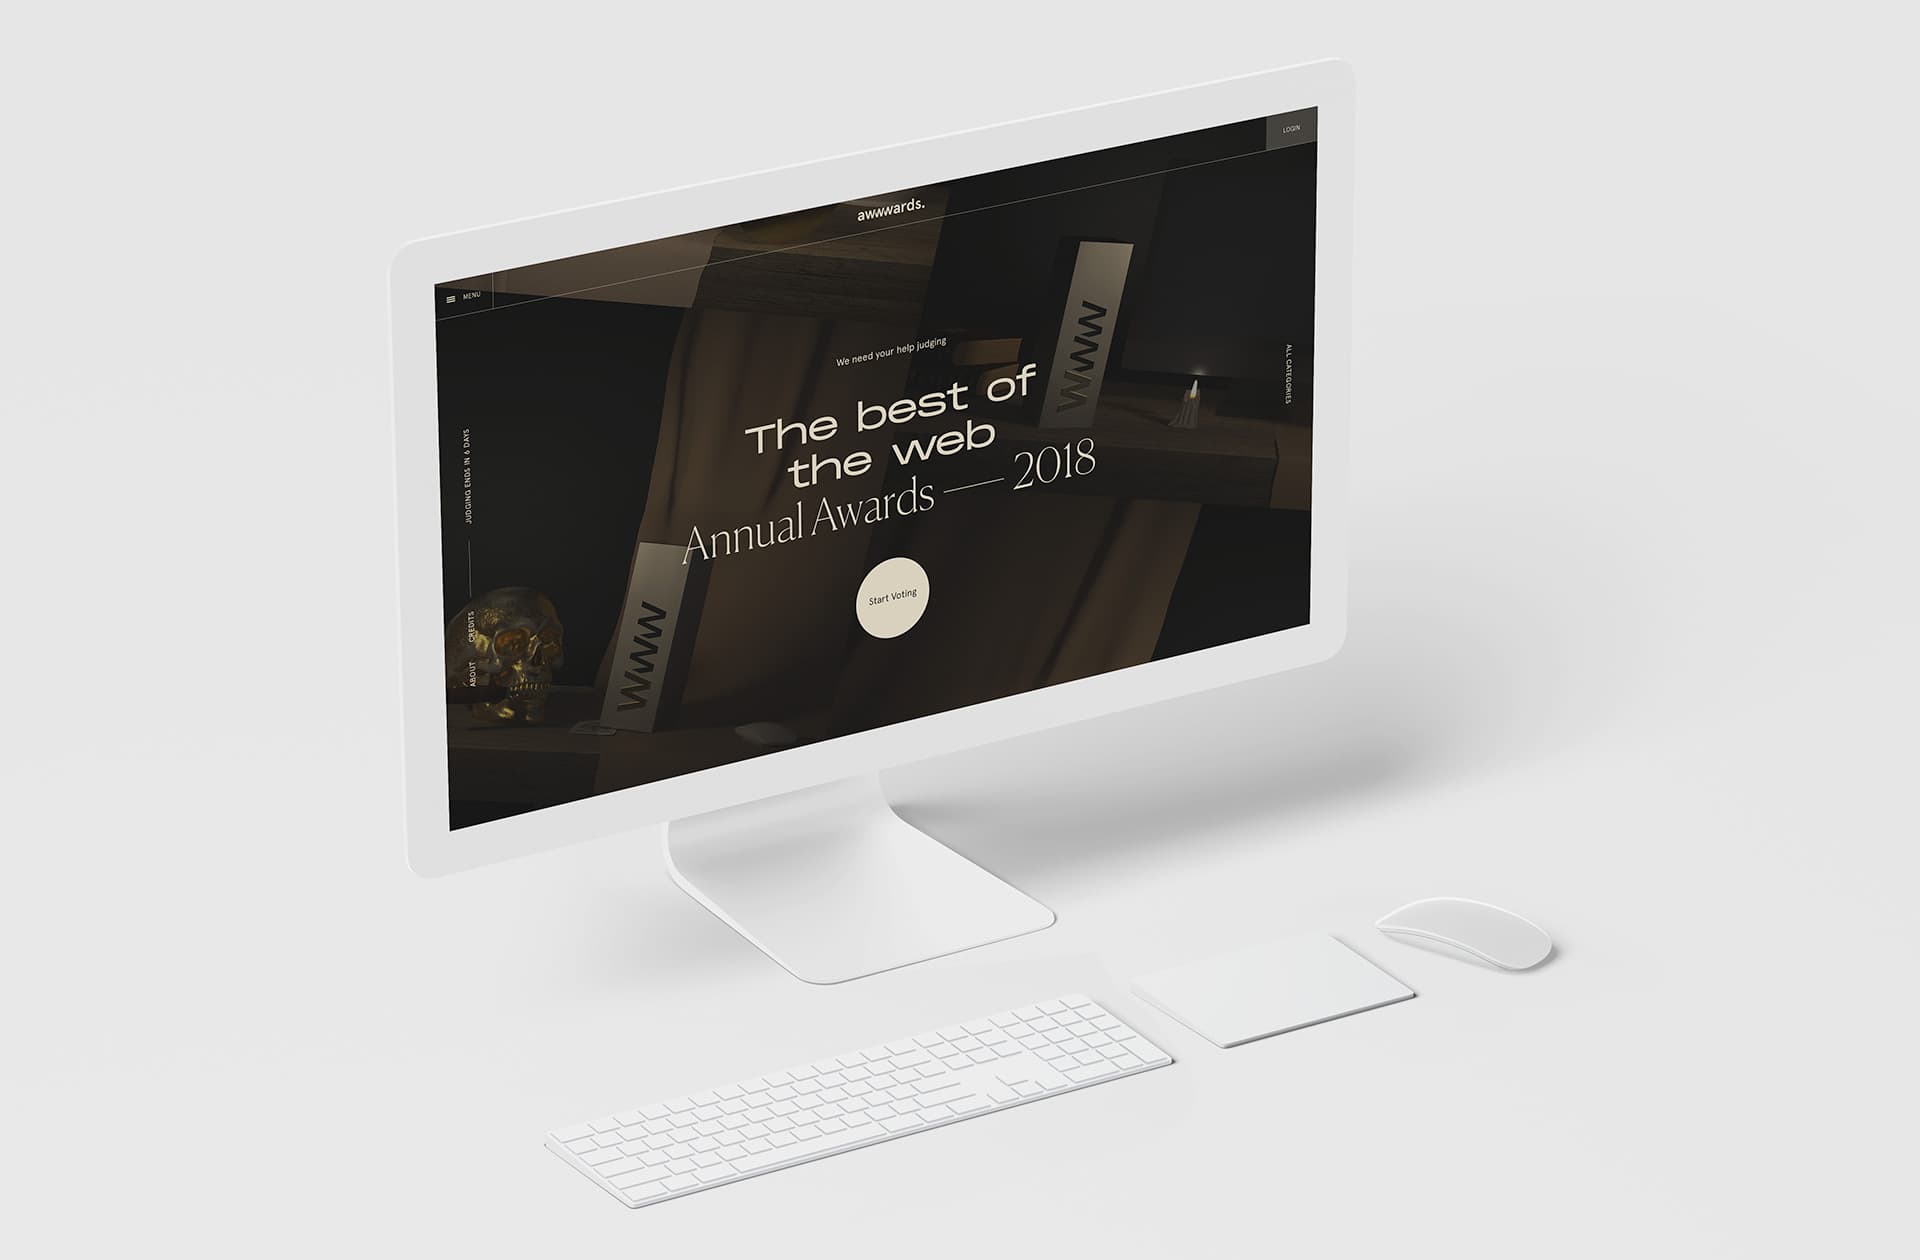 LOGIN
awwwards.
MENU
We need your help judging
The best of
the web
Annual Awards — 2018
Start Voting
ALL CATEGORIES
JUDGING ENDS IN 6 DAYS
CREDITS
ABOUT
WWW
WWW